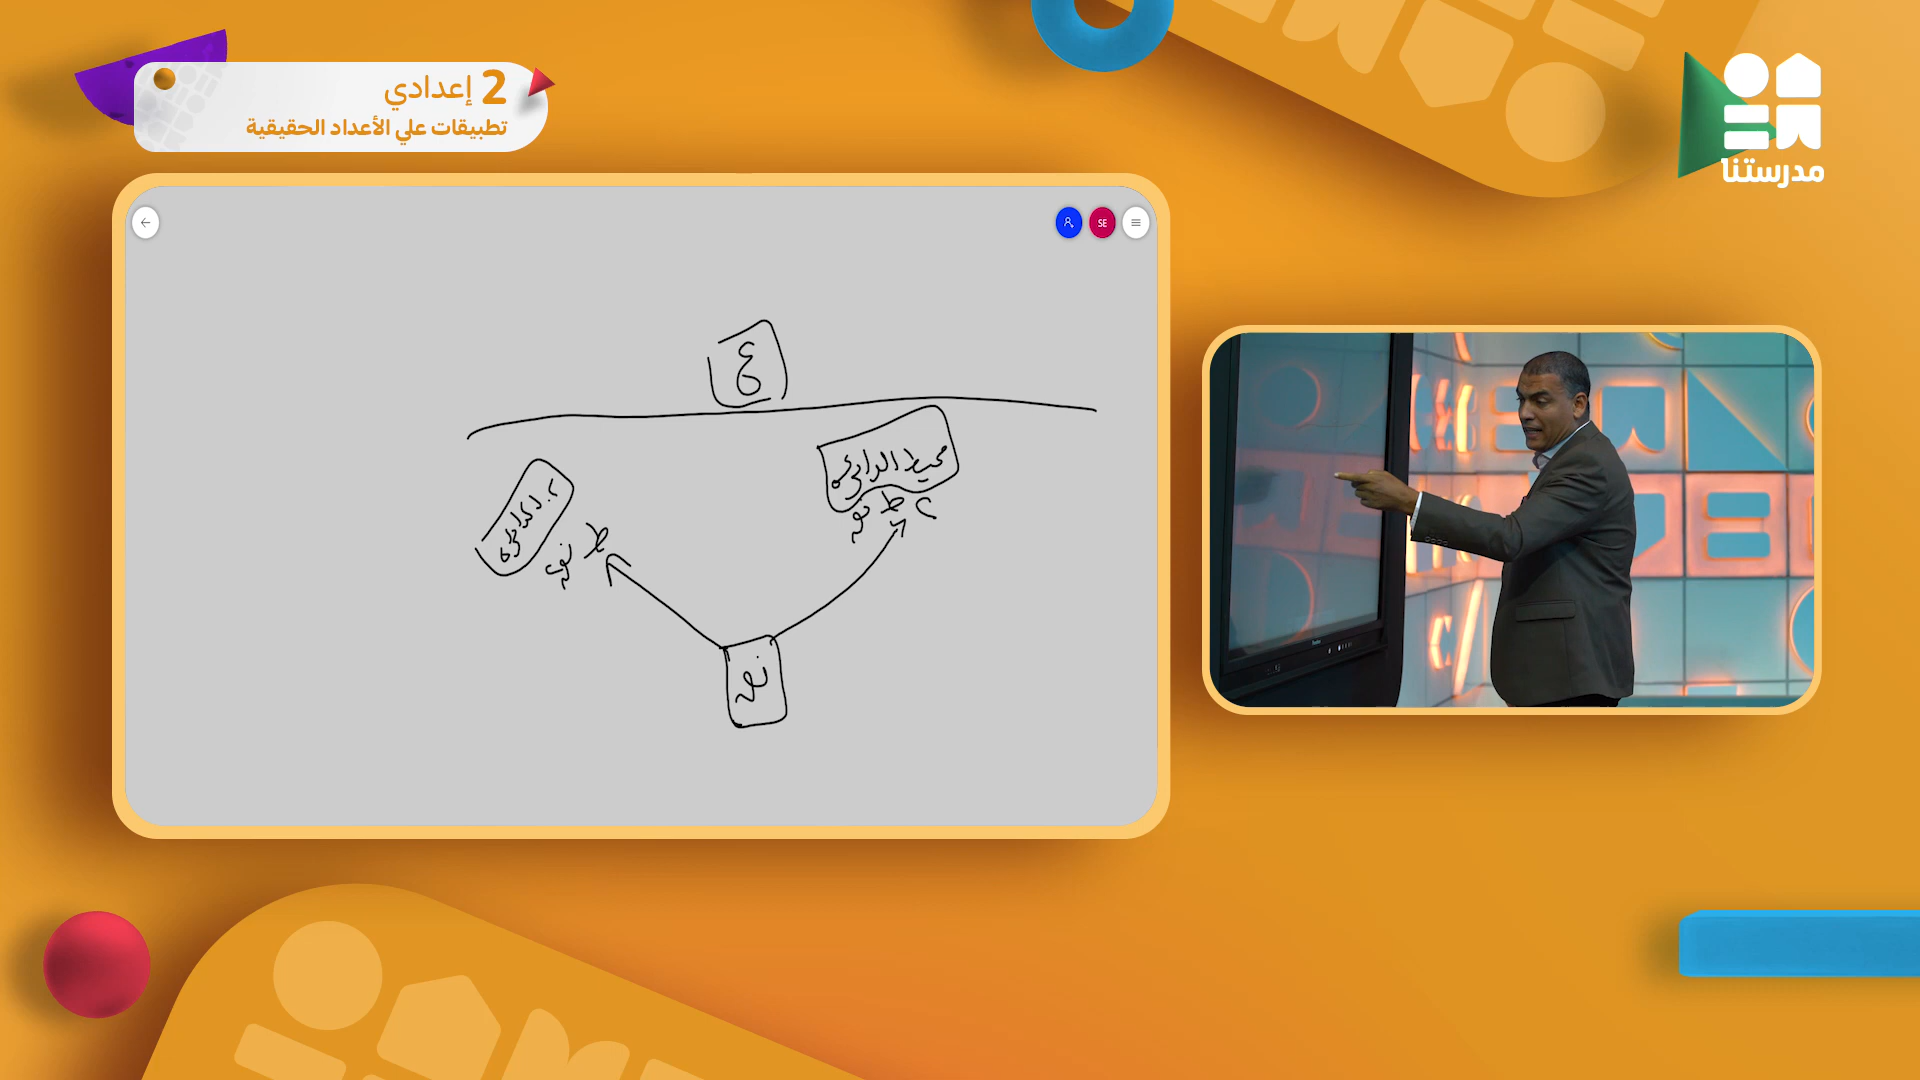 2 إعدادي
تطبيقات علي الأعداد الحقيقية
مدرستنا
SE
ع
محيط الدائرة
٢ ط نق
م. الدائرة
ط نق٢
نق